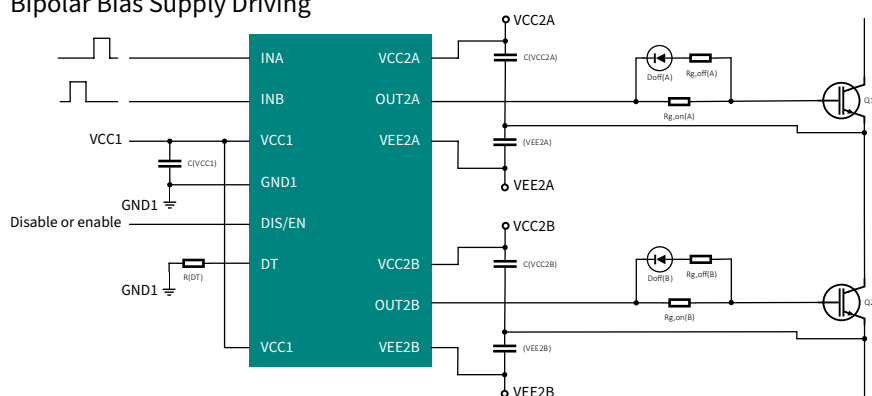 Bipolar Bias Supply Driving
VCC2A
INA
VCC2A
C(VCC2A)
Doff(A)
Rg,off(A)
INB
OUT2A
Rg,on(A)
VCC1
VCC1
VEE2A
(VEE2A)
C(VCC1)
GND1
VEE2A
GND1
Disable or enable
DIS/EN
VCC2B
DT
VCC2B
C(VCC2B)
Doff(B)
Rg,off(B)
R(DT)
GND1
OUT2B
Rg,on(B)
VCC1
VEE2B
(VEE2B)
VEE2B